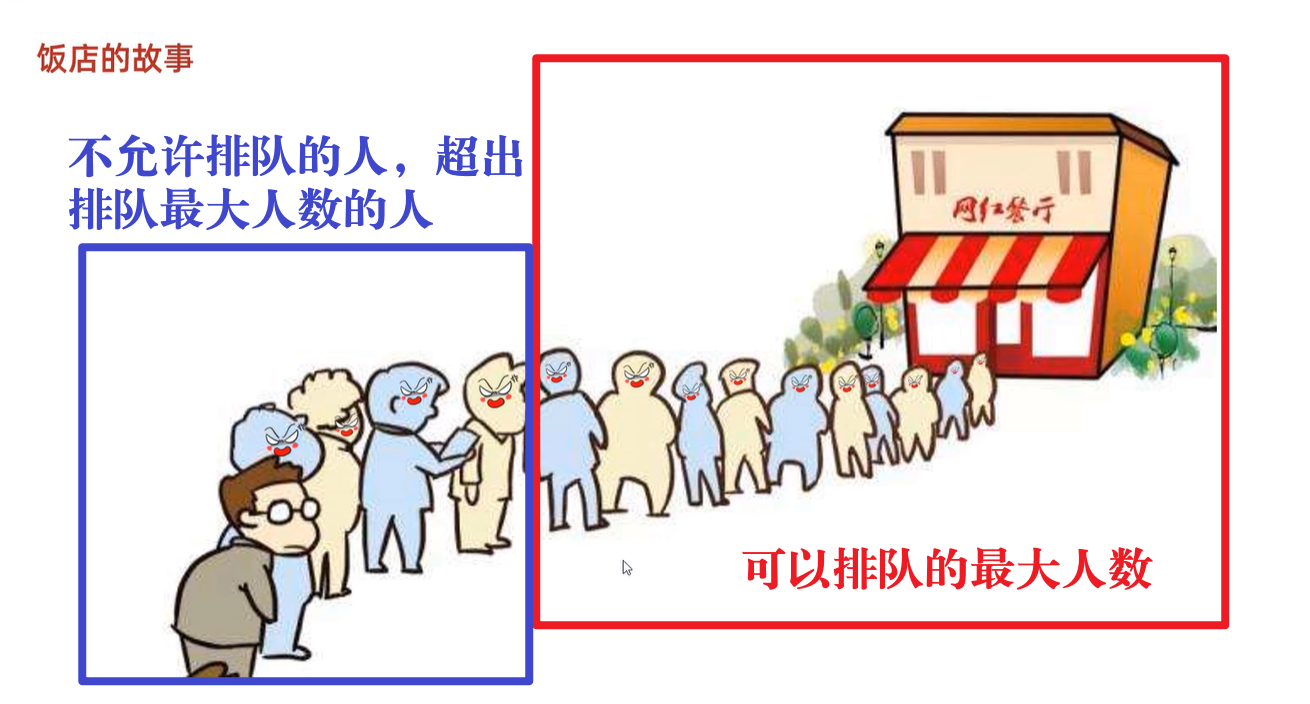 饭店的故事
不允许排队的人，超出
排队最大人数的人
网红餐厅
可以排队的最大人数